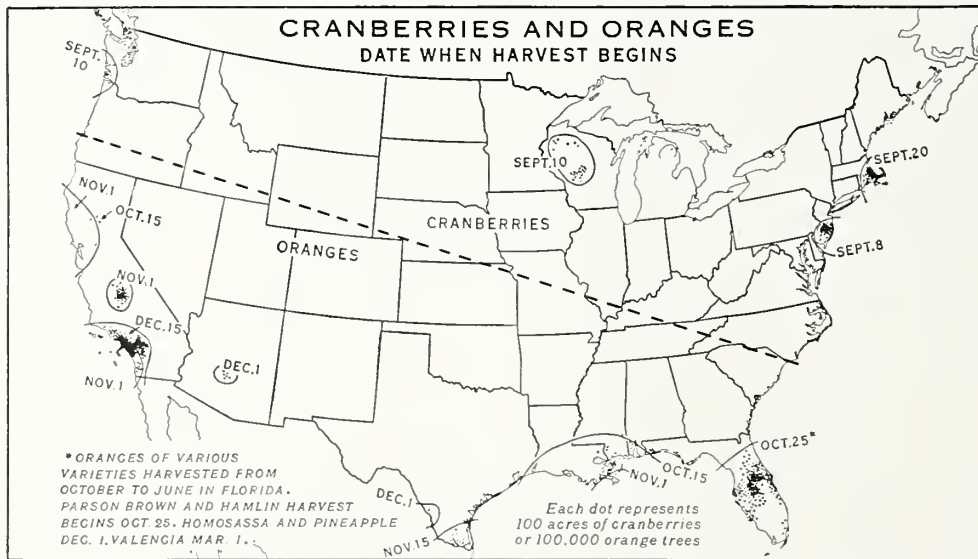 CRANBERRIES AND ORANGES
DATE WHEN HARVEST BEGINS
SEPT.
10
SEPT.10
SEPT.20
NOV.1
OCT.15
CRANBERRIES
ORANGES
SEPT.8
NOV.1
DEC.15
DEC.1
NOV.1
OCT.25*
OCT.15
NOV.1
DEC.1
NOV.15
*ORANGES OF VARIOUS
VARIETIES HARVESTED FROM
OCTOBER TO JUNE IN FLORIDA.
PARSON BROWN AND HAMLIN HARVEST
BEGINS OCT.25. HOMOSASSA AND PINEAPPLE
DEC. 1. VALENCIA MAR. 1.
Each dot represents
100 acres of cranberries
or 100,000 orange trees